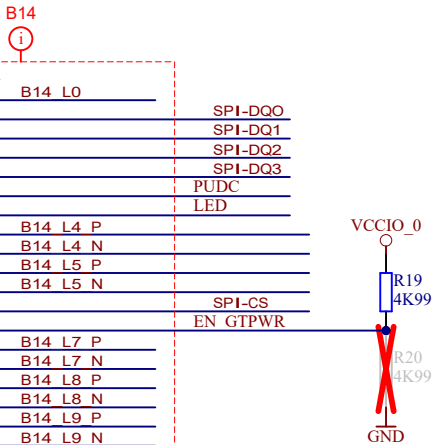 B14
i
B14_L0
SPI-DQ0
SPI-DQ1
SPI-DQ2
SPI-DQ3
PUDC
LED
B14_L4_P
VCCIO_0
B14_L4_N
B14_L5_P
B14_L5_N
R19
4K99
SPI-CS
EN_GTPWR
B14_L7_P
B14_L7_N
R20
4K99
B14_L8_P
B14_L8_N
B14_L9_P
B14_L9_N
GND